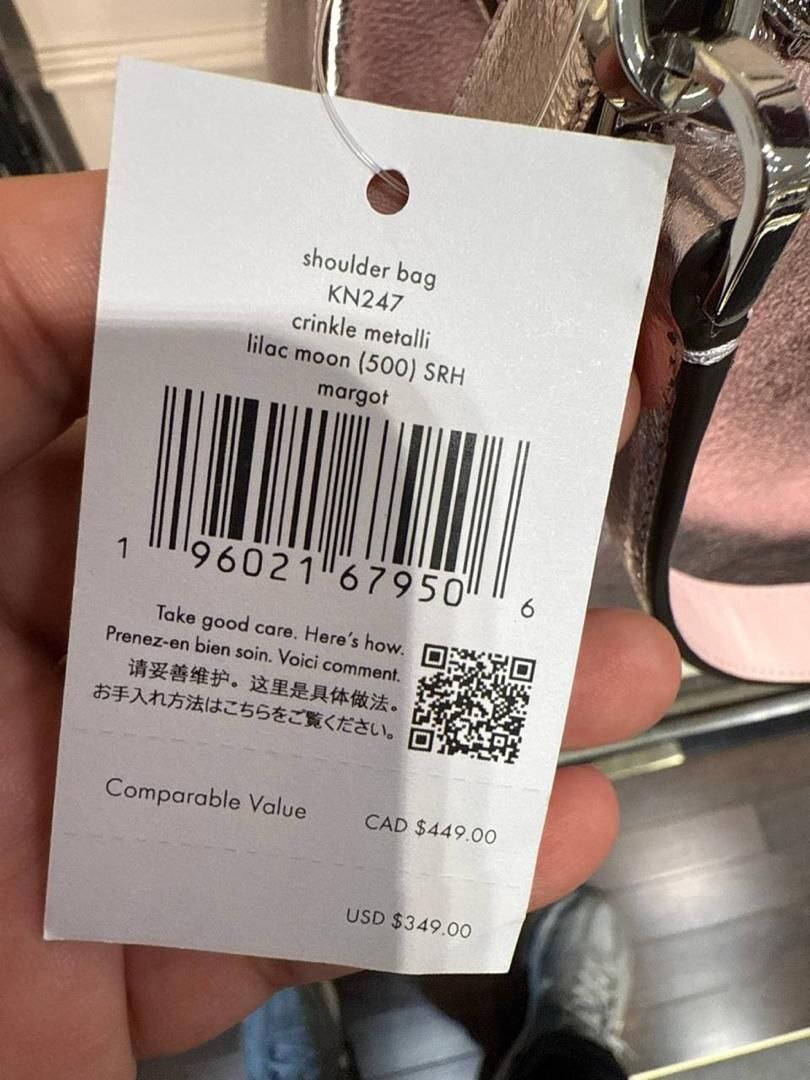 shoulder bag
KN247
crinkle metalli
lilac moon (500) SRH
margot
1 96021 67950 6
Take good care. Here's how.
Prenez-en bien soin. Voici comment.
请妥善维护。这里是具体做法。
お手入れ方法はこちらをご覧ください。
Comparable Value CAD $449.00
USD $349.00